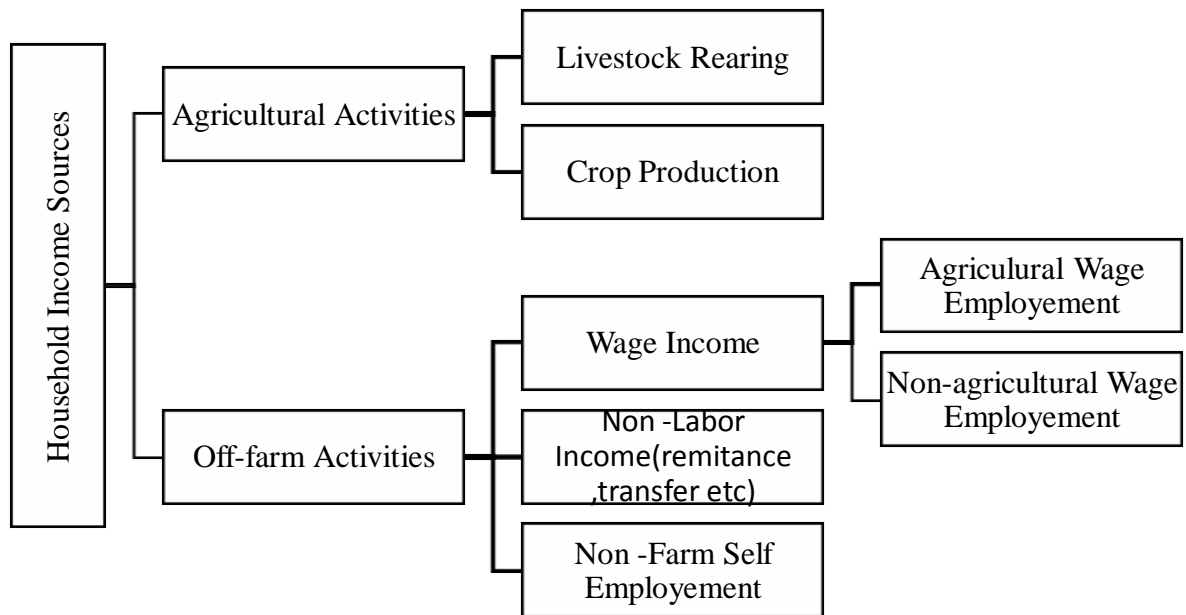 Household Income Sources
Agricultural Activities
Livestock Rearing
Crop Production
Off-farm Activities
Wage Income
Agriculural Wage
Employement
Non-agricultural Wage
Employement
Non -Labor
Income(remitance
,transfer etc)
Non -Farm Self
Employement